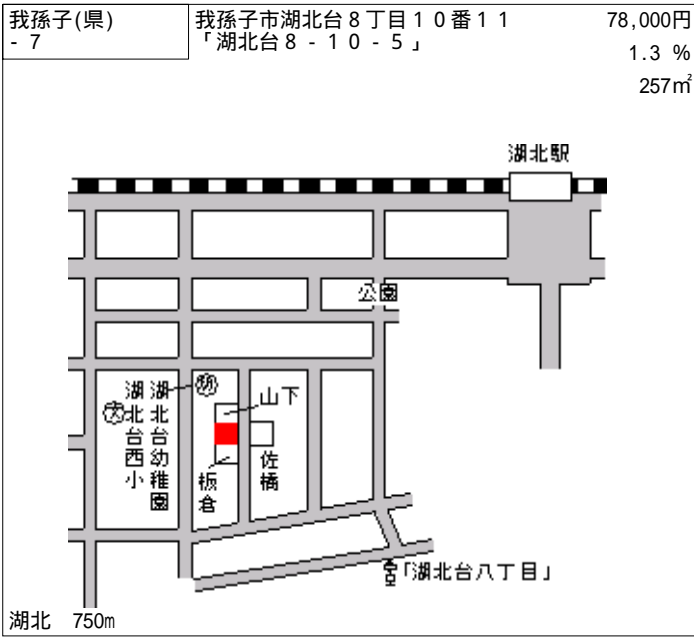 我孫子(県)
- 7
我孫子市湖北台８丁目１０番１１
「湖北台８‐１０‐５」
78,000円
1.3 %
257㎡
湖北駅
公園
幼
山下
文
湖北台西小
湖北台幼稚園
板倉
佐橋
「湖北台八丁目」
湖北 750m